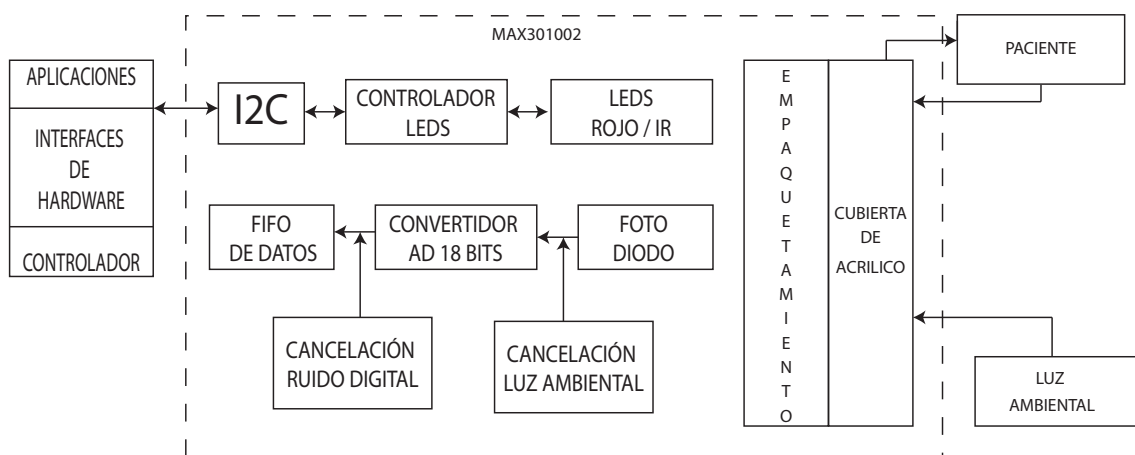 MAX301002
PACIENTE
APLICACIONES
INTERFACES
DE
HARDWARE
CONTROLADOR
I2C
CONTROLADOR
LEDS
LEDS
ROJO / IR
FIFO
DE DATOS
CONVERTIDOR
AD 18 BITS
FOTO
DIODO
CANCELACIÓN
RUIDO DIGITAL
CANCELACIÓN
LUZ AMBIENTAL
E
M
P
A
Q
U
E
T
A
M
I
E
N
T
O
CUBIERTA
DE
ACRILICO
LUZ
AMBIENTAL